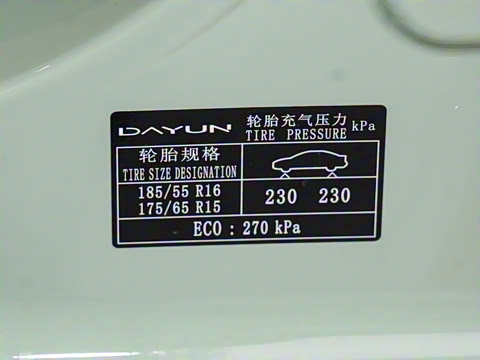 DAYUN
轮胎充气压力 kPa
TIRE PRESSURE
轮胎规格
TIRE SIZE DESIGNATION
185/55 R16
175/65 R15
230 230
ECO : 270 kPa